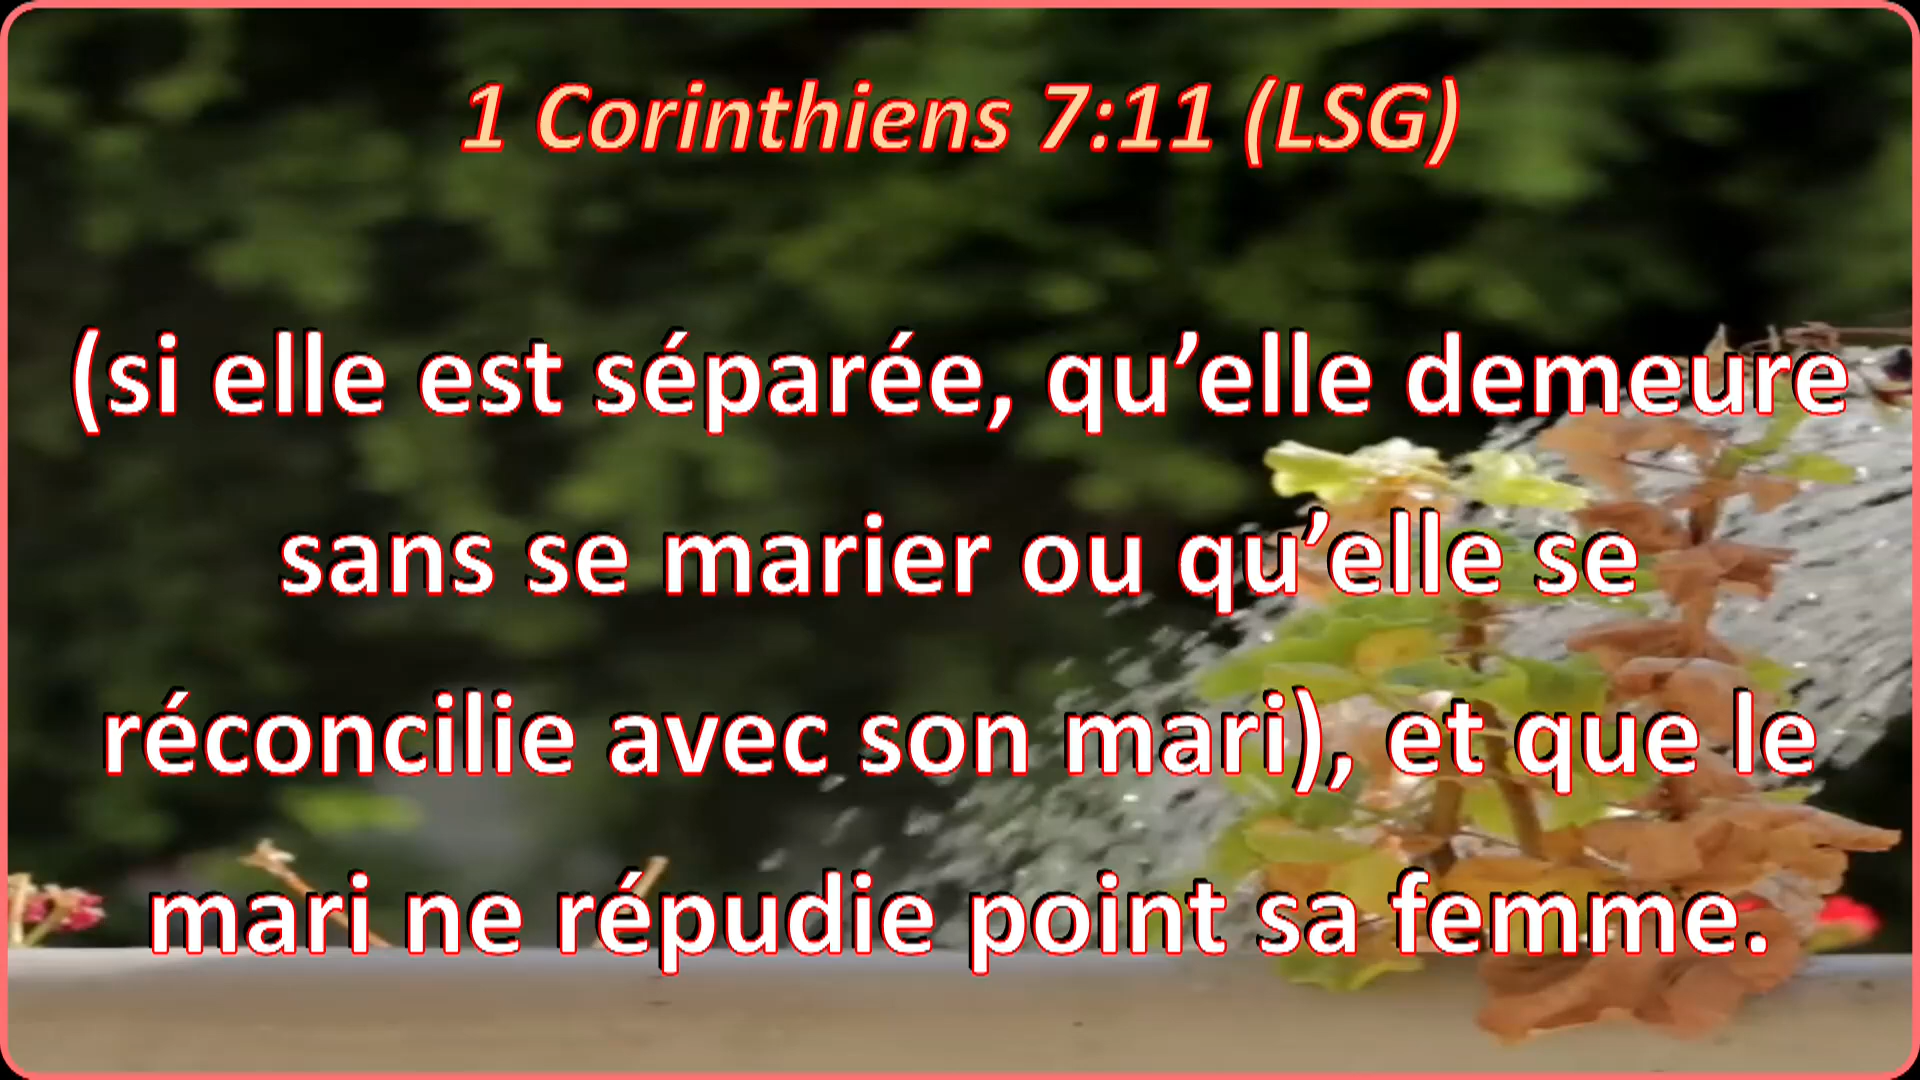 1 Corinthiens 7:11 (LSG)
(si elle est séparée, qu’elle demeure
sans se marier ou qu’elle se
réconcilie avec son mari), et que le
mari ne répudie point sa femme.